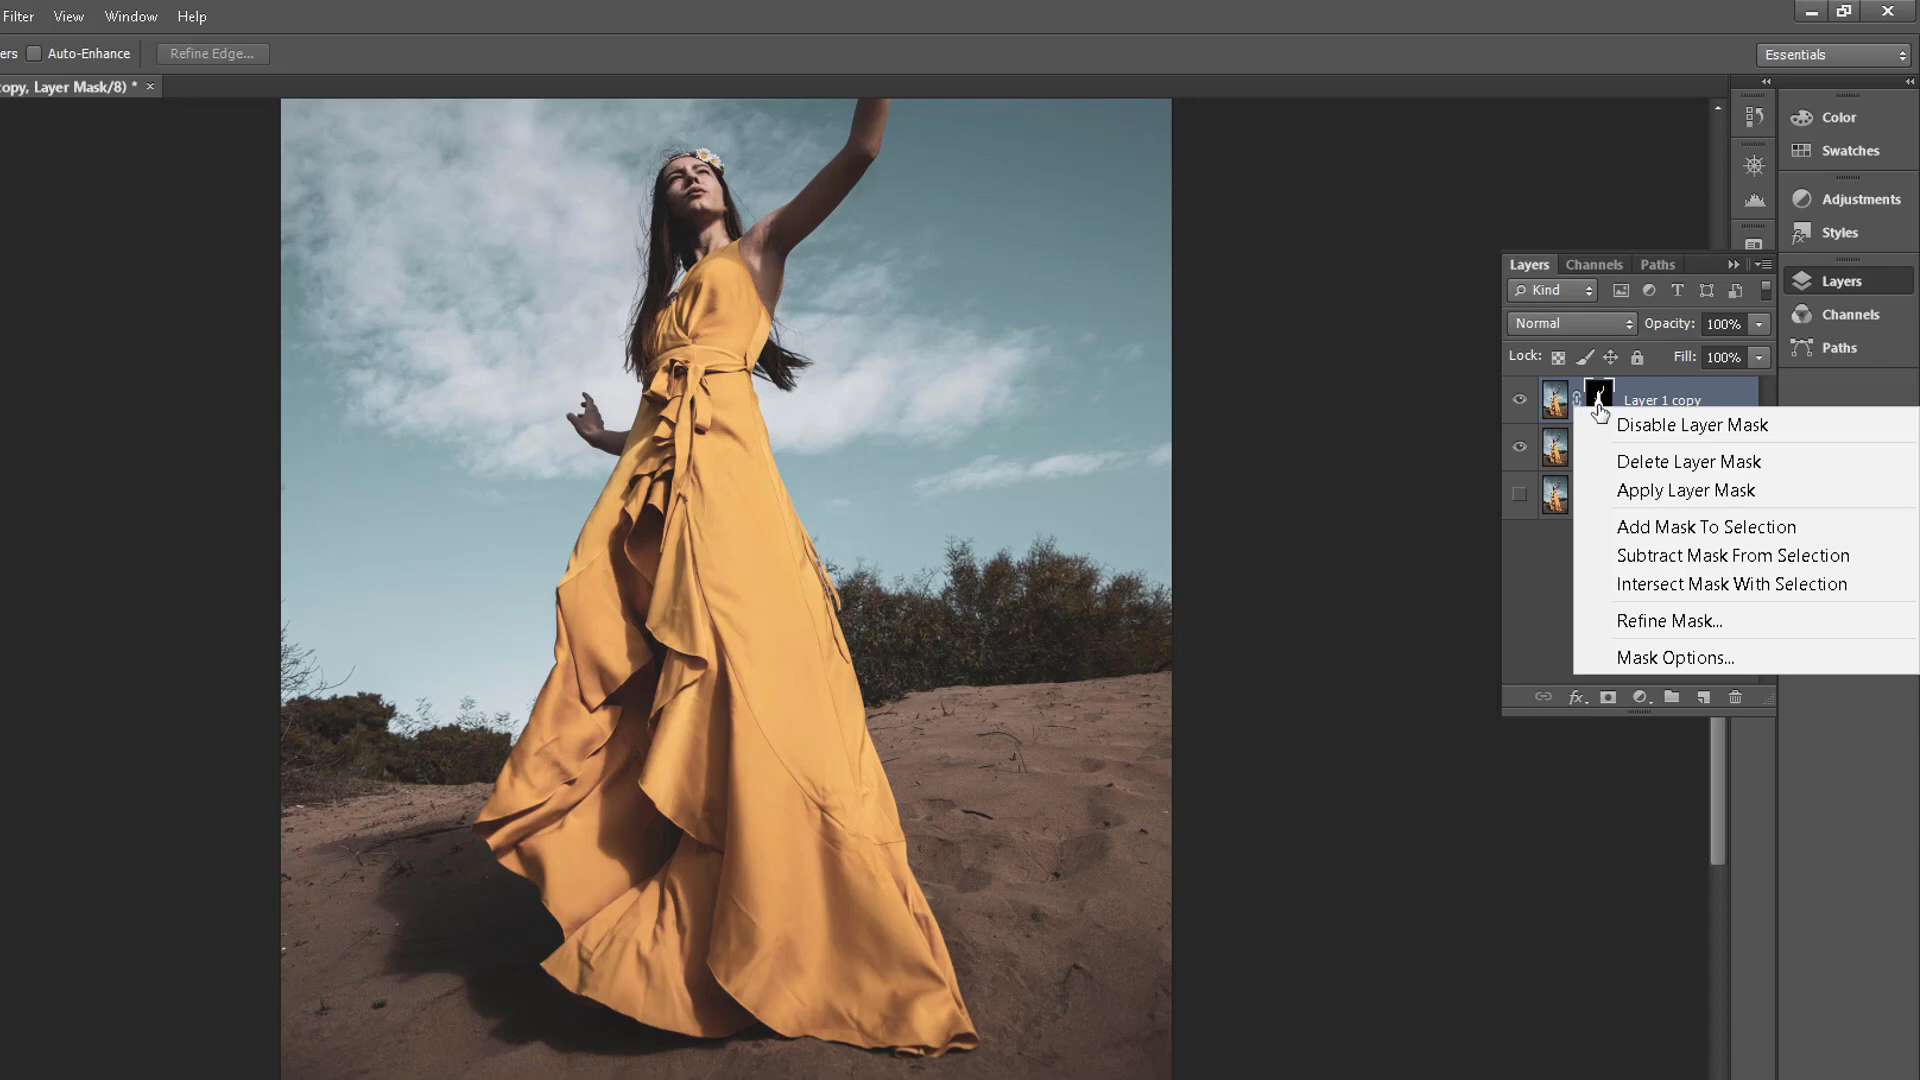 Filter View Window Help
ers Auto-Enhance Refine Edge... Essentials
copy, Layer Mask/8) * ×
Color
Swatches
Adjustments
Styles
Layers
Channels
Paths
Layers Channels Paths
Kind
Normal Opacity: 100%
Lock: Fill: 100%
Layer 1 copy
Disable Layer Mask
Delete Layer Mask
Apply Layer Mask
Add Mask To Selection
Subtract Mask From Selection
Intersect Mask With Selection
Refine Mask...
Mask Options...